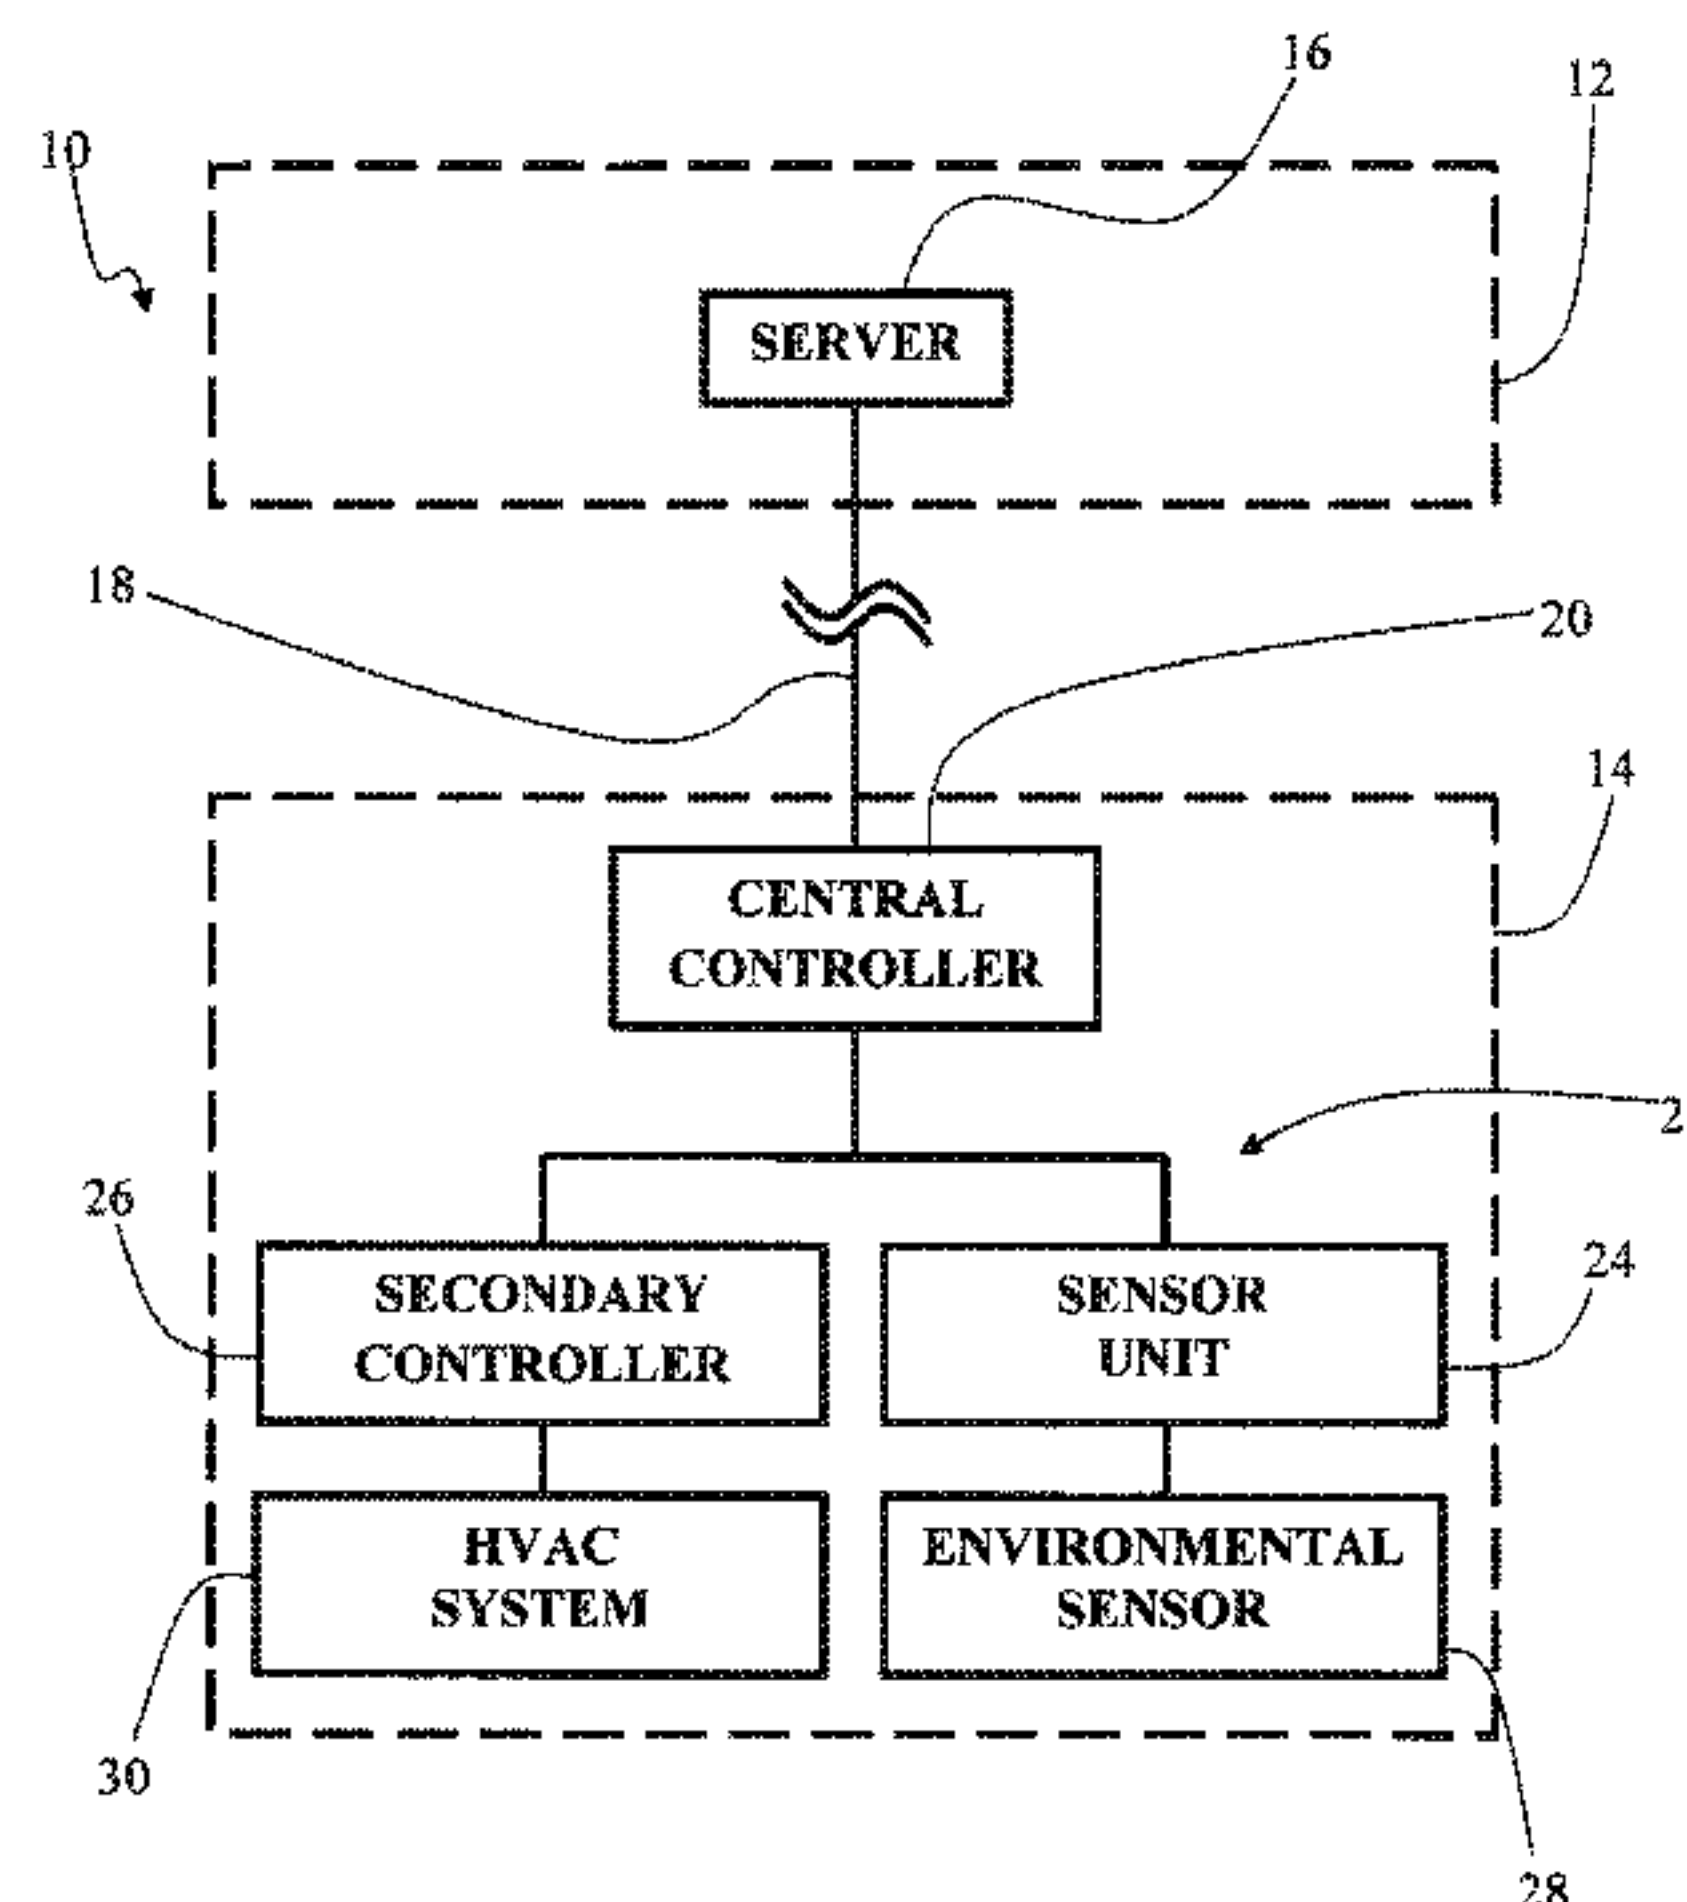 16
12
10
SERVER
18
20
14
CENTRAL
CONTROLLER
2
26
24
SECONDARY
CONTROLLER
SENSOR
UNIT
HVAC
SYSTEM
ENVIRONMENTAL
SENSOR
30
28